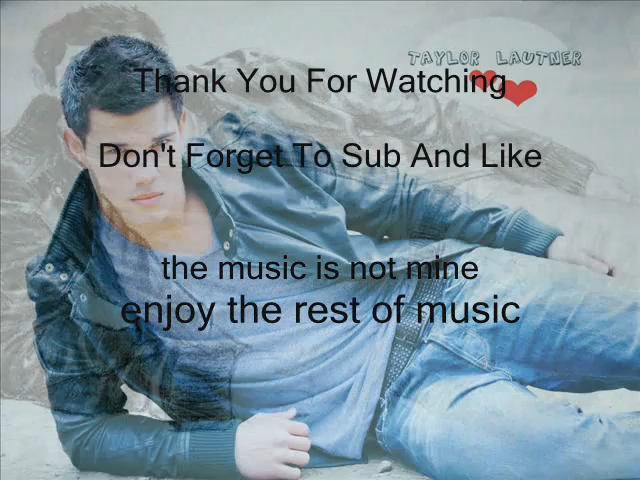 TAYLOR LAUTNER
Thank You For Watching
Don't Forget To Sub And Like
the music is not mine
enjoy the rest of music